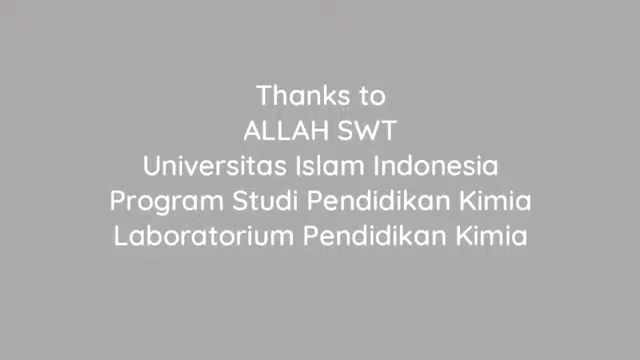 Thanks to
ALLAH SWT
Universitas Islam Indonesia
Program Studi Pendidikan Kimia
Laboratorium Pendidikan Kimia